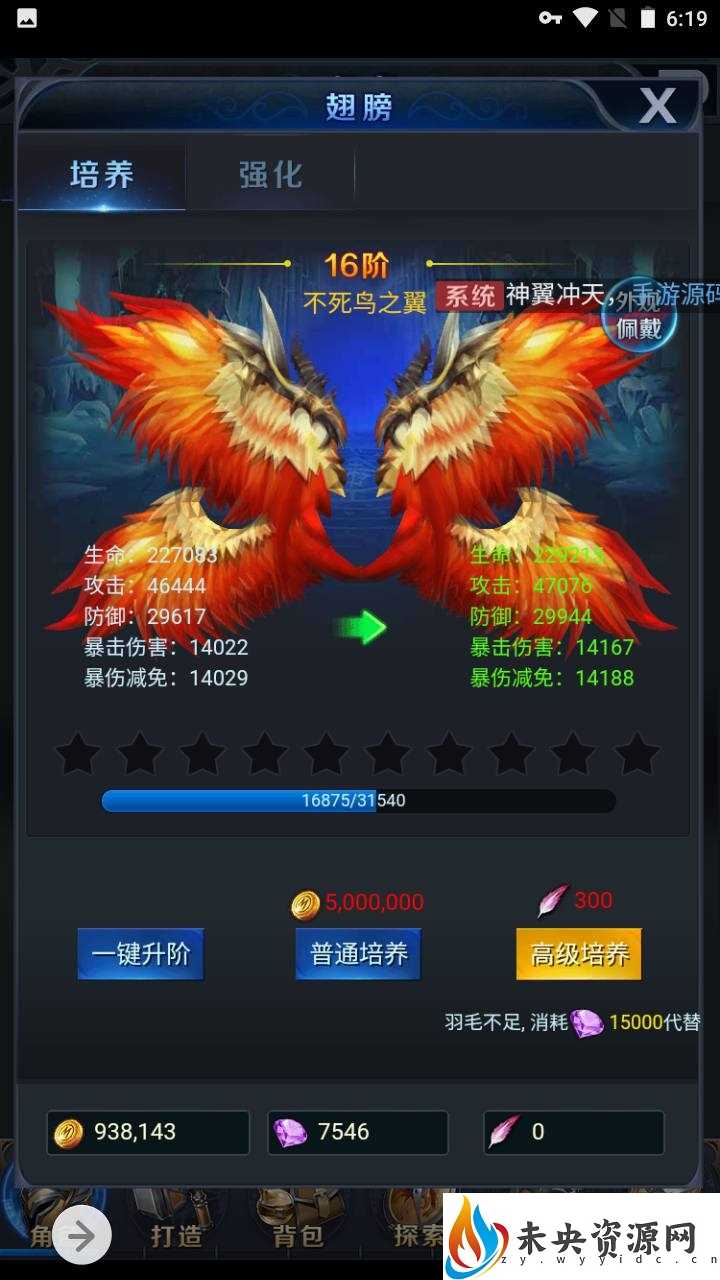 6:19
翅膀
X
培养
强化
16阶
不死鸟之翼
系统 神翼冲天，手游源码
外观
佩戴
生命：227083
攻击：46444
防御：29617
暴击伤害：14022
暴伤减免：14029
生命：229213
攻击：47076
防御：29944
暴击伤害：14167
暴伤减免：14188
16875/31540
5,000,000
300
一键升阶
普通培养
高级培养
羽毛不足,消耗 15000代替
938,143
7546
0
打造
背包
探索
未央资源网
zy.wyyidc.cn